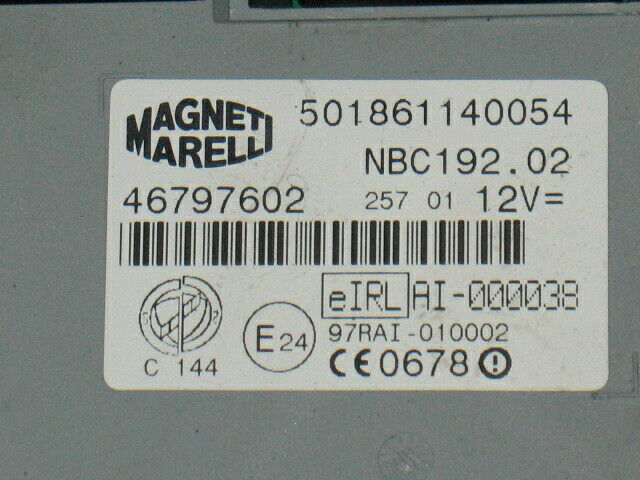 MAGNETI MARELLI
501861140054
NBC192.02
46797602
257 01 12V=
eIRL AI-000038
E24
97RAI-010002
C 144
CE0678